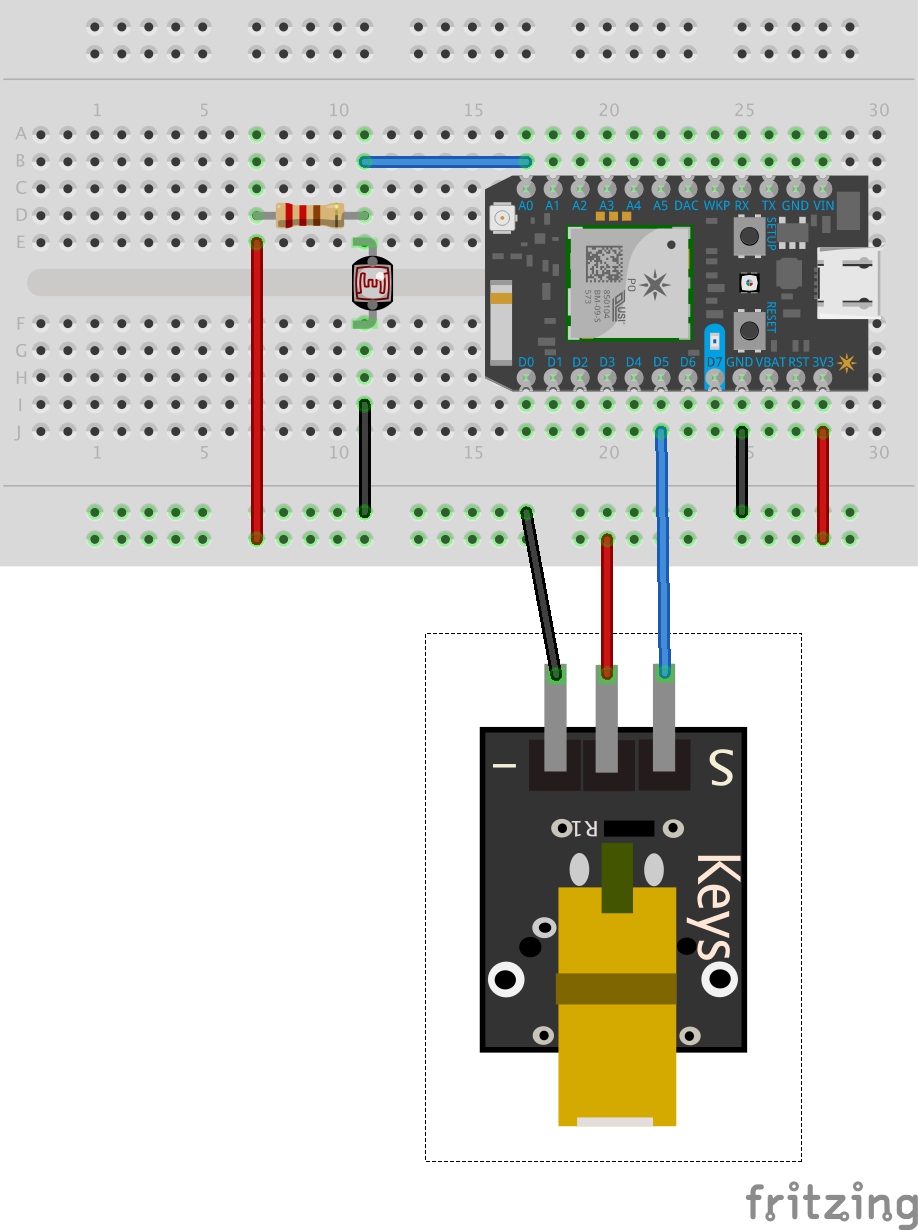 1 5 10 15 20 25 30
A
B
C
A0 A1 A2 A3 A4 A5 DAC WKP RX TX GND VIN
D
E
SETUP
P0
RESET
F
G
D0 D1 D2 D3 D4 D5 D6 D7 GND VBAT RST 3V3
H
I
J
1 5 10 15 20 5 30
– S
R1
Keys
fritzing